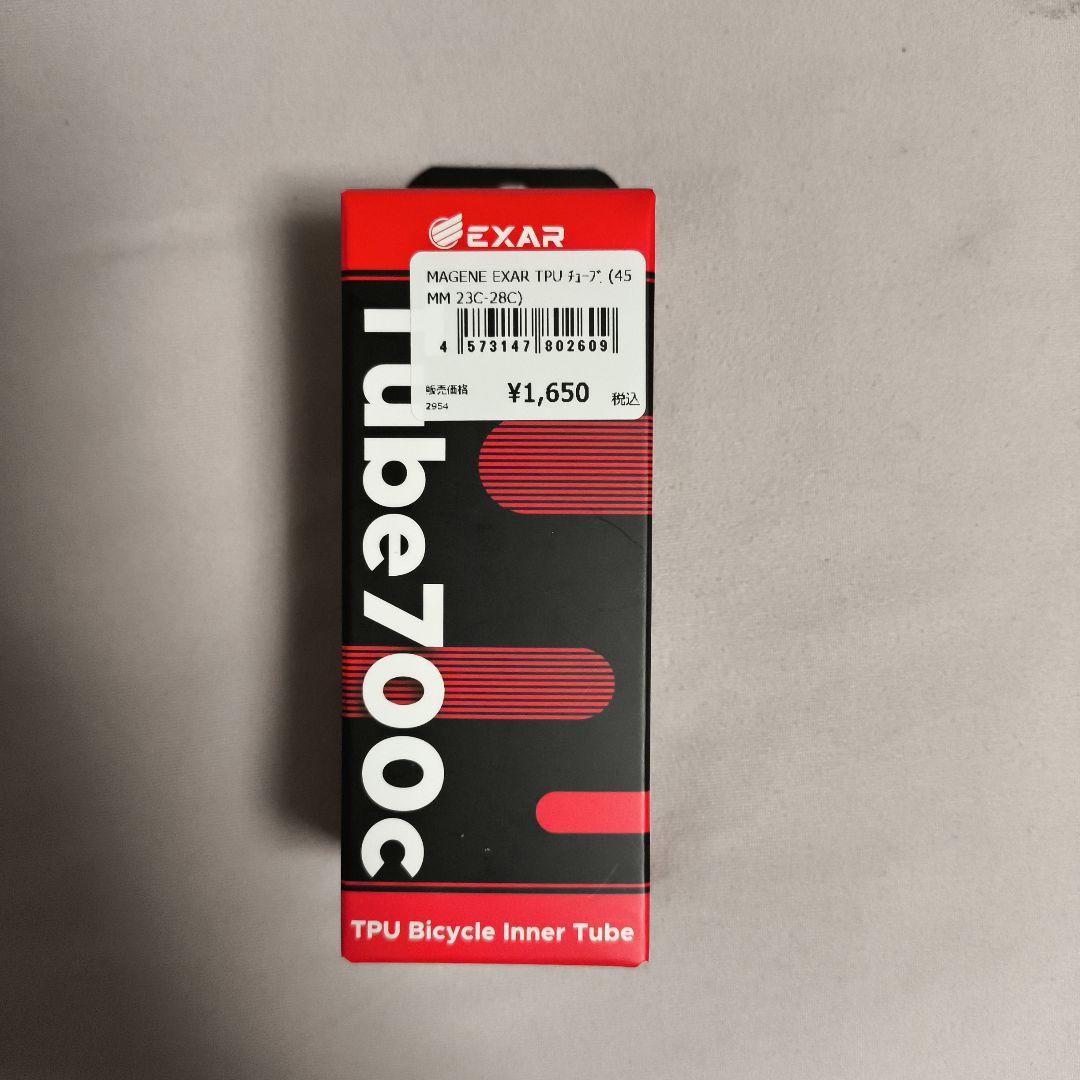 EXAR
MAGENE EXAR TPU ﾁｭｰﾌﾞ (45
MM 23C-28C)
4 573147 802609
販売価格 ¥1,650 税込
2954
Tube700c
TPU Bicycle Inner Tube